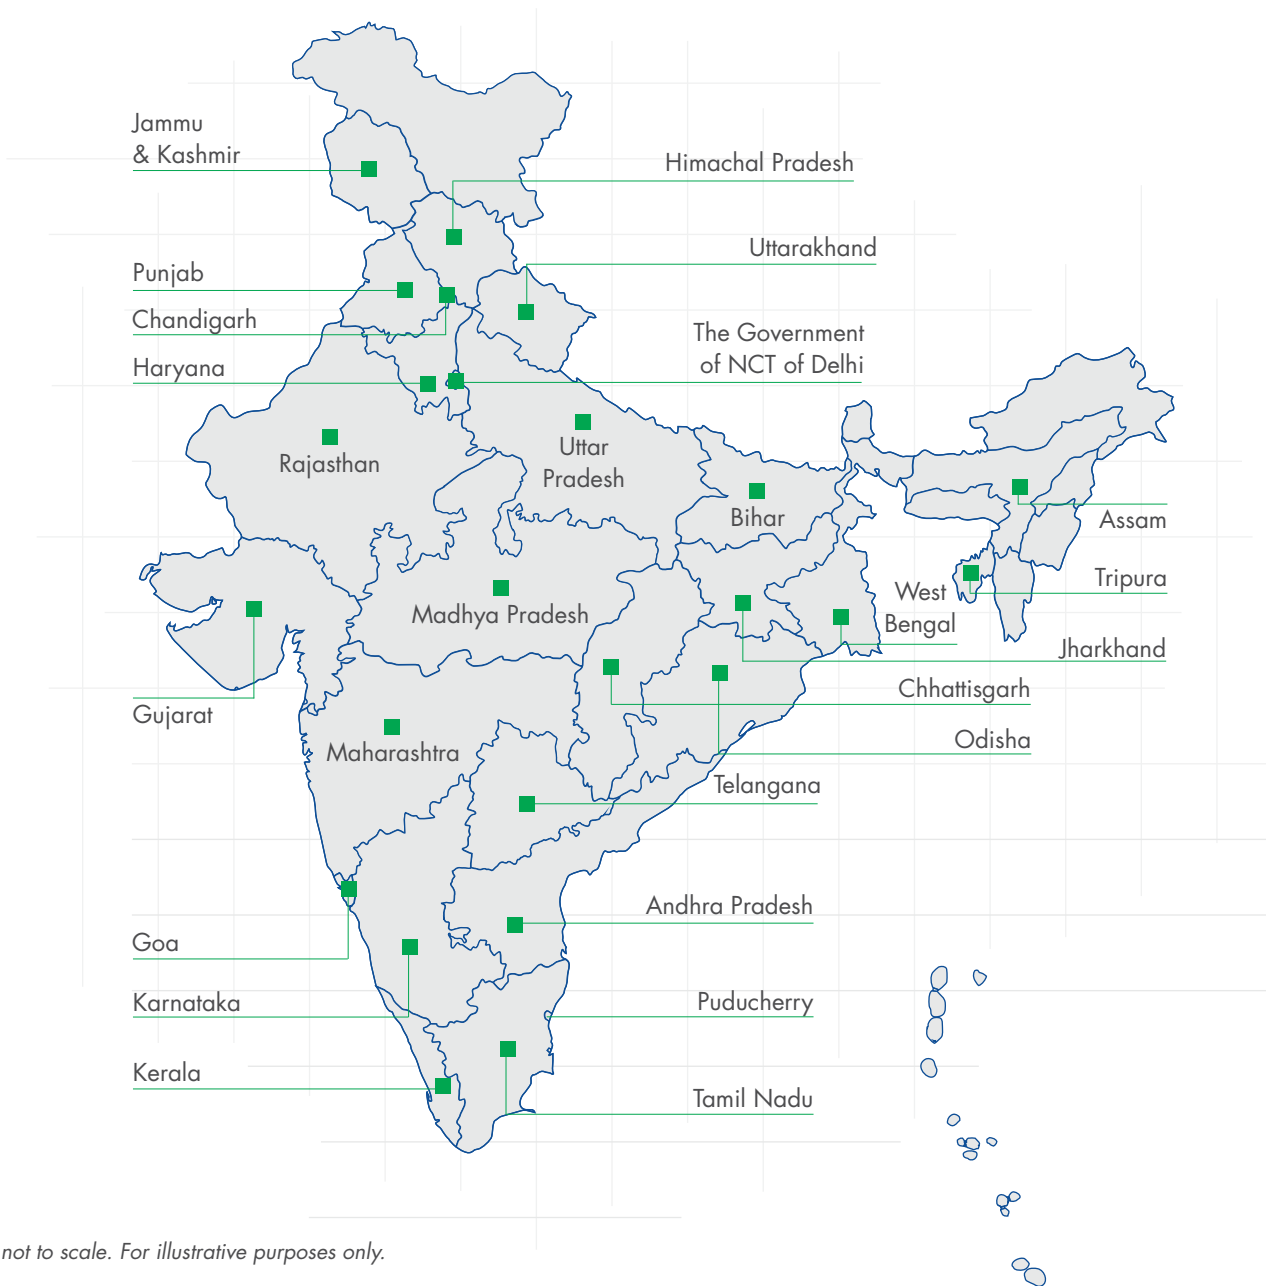 Jammu
& Kashmir
Himachal Pradesh
Uttarakhand
Punjab
Chandigarh
The Government
of NCT of Delhi
Haryana
Rajasthan
Uttar
Pradesh
Bihar
Assam
Tripura
West
Bengal
Madhya Pradesh
Jharkhand
Chhattisgarh
Gujarat
Odisha
Maharashtra
Telangana
Andhra Pradesh
Goa
Karnataka
Puducherry
Kerala
Tamil Nadu
not to scale. For illustrative purposes only.